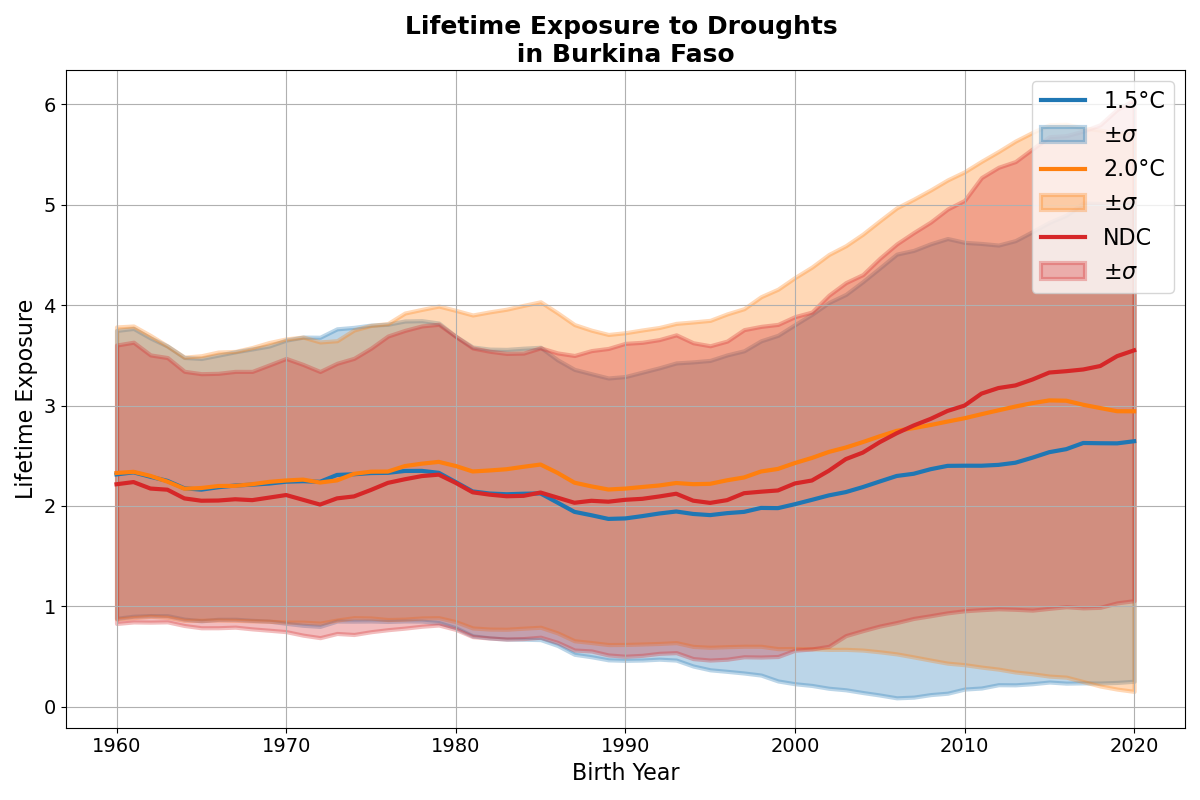 Lifetime Exposure to Droughts
in Burkina Faso
Lifetime Exposure
6
5
4
3
2
1
0
1.5°C
±σ
2.0°C
±σ
NDC
±σ
1960
1970
1980
1990
2000
2010
2020
Birth Year